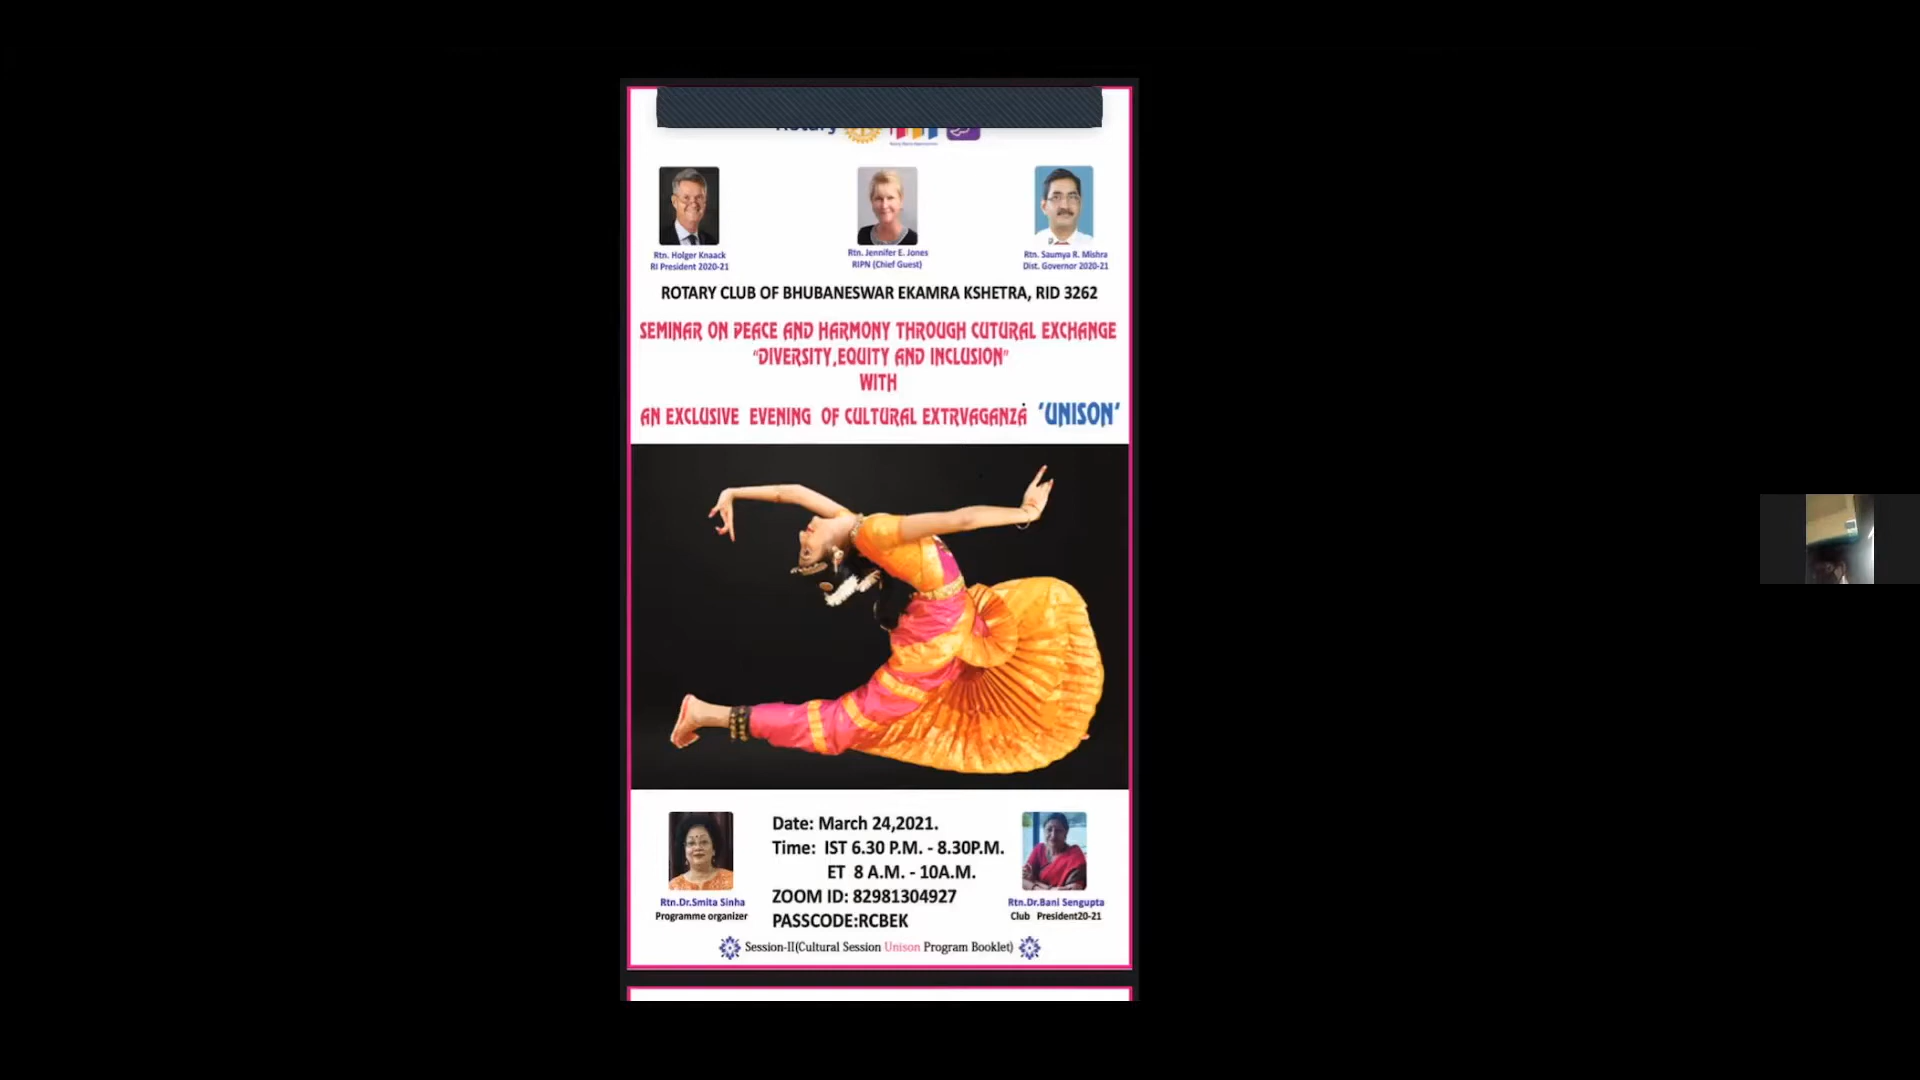 Rtn. Holger Knaack
RI President 2020-21
Rtn. Jennifer E. Jones
RIPN (Chief Guest)
Rtn. Saumya R. Mishra
Dist. Governor 2020-21
ROTARY CLUB OF BHUBANESWAR EKAMRA KSHETRA, RID 3262
SEMINAR ON PEACE AND HARMONY THROUGH CUTURAL EXCHANGE
"DIVERSITY,EQUITY AND INCLUSION"
WITH
AN EXCLUSIVE EVENING OF CULTURAL EXTRVAGANZA 'UNISON'
Rtn.Dr.Smita Sinha
Programme organizer
Date: March 24,2021.
Time: IST 6.30 P.M. - 8.30P.M.
ET 8 A.M. - 10A.M.
ZOOM ID: 82981304927
PASSCODE:RCBEK
Rtn.Dr.Bani Sengupta
Club President20-21
Session-II(Cultural Session Unison Program Booklet)